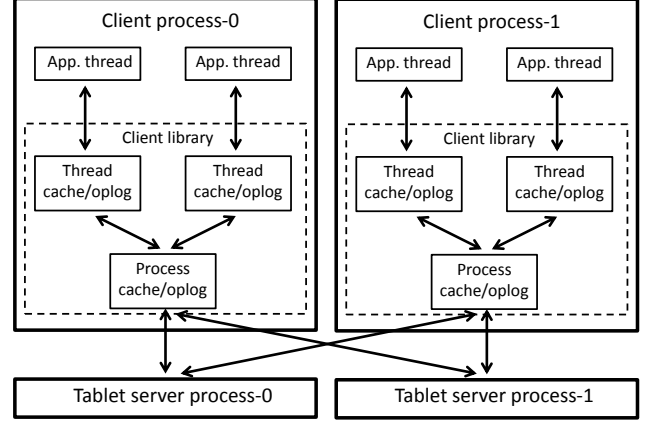 Client process-0
App. thread
App. thread
Client library
Thread
cache/oplog
Thread
cache/oplog
Process
cache/oplog
Client process-1
App. thread
App. thread
Client library
Thread
cache/oplog
Thread
cache/oplog
Process
cache/oplog
Tablet server process-0
Tablet server process-1